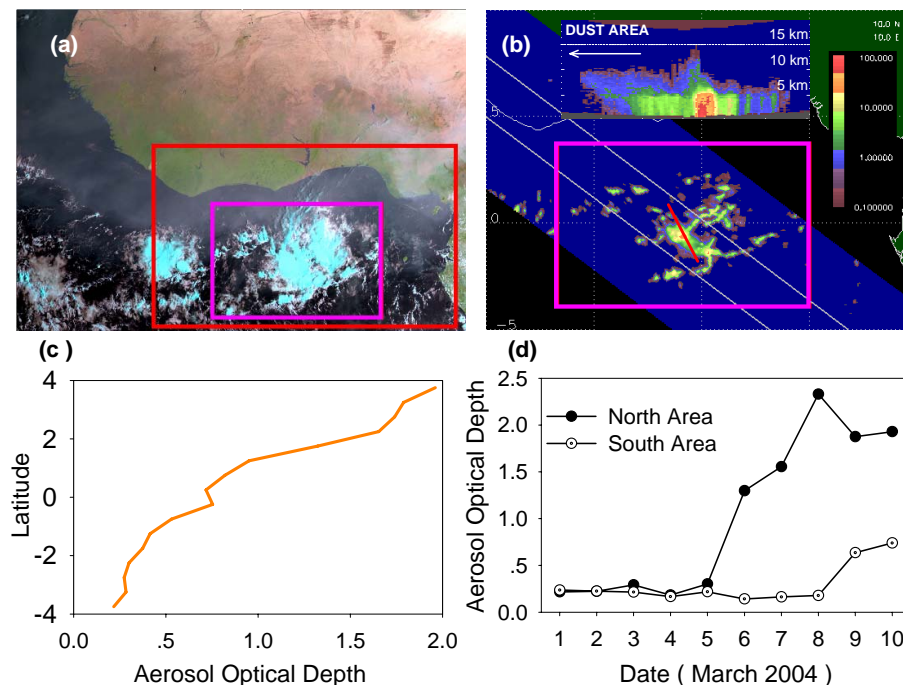 (a)
(b)
DUST AREA
15 km
10 km
5 km
10.0 N
10.0 E
100.000
10.0000
1.00000
0.100000
5
0
-5
(c )
4
2
0
-2
-4
Latitude
0.0 .5 1.0 1.5 2.0
Aerosol Optical Depth
(d)
2.5
2.0
1.5
1.0
.5
0.0
Aerosol Optical Depth
North Area
South Area
1 2 3 4 5 6 7 8 9 10
Date ( March 2004 )